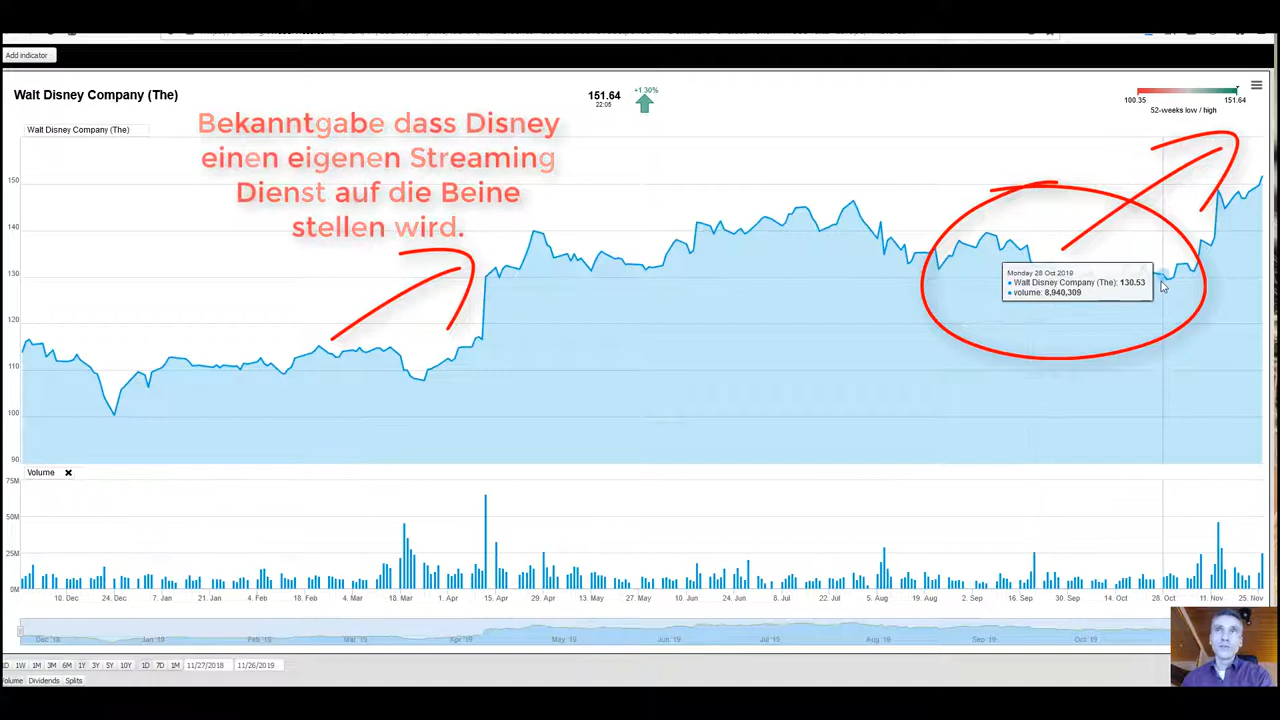 Add indicator
Walt Disney Company (The)
151.64
22:05
+1.30%
100.35
151.64
52-weeks low / high
Walt Disney Company (The)
Bekanntgabe dass Disney
einen eigenen Streaming
Dienst auf die Beine
stellen wird.
150
140
130
120
110
100
90
Monday 28 Oct 2019
Walt Disney Company (The): 130.53
volume: 8,940,309
Volume
75M
50M
25M
0M
10. Dec 24. Dec 7. Jan 21. Jan 4. Feb 18. Feb 4. Mar 18. Mar 1. Apr 15. Apr 29. Apr 13. May 27. May 10. Jun 24. Jun 8. Jul 22. Jul 5. Aug 19. Aug 2. Sep 16. Sep 30. Sep 14. Oct 28. Oct 11. Nov 25. Nov
Dec '18 Jan '19 Feb '19 Mar '19 Apr '19 May '19 Jun '19 Jul '19 Aug '19 Sep '19 Oct '19
1W 1M 3M 6M 1Y 3Y 5Y 10Y 1D 7D 1M 11/27/2018 11/26/2019
Dividends Splits